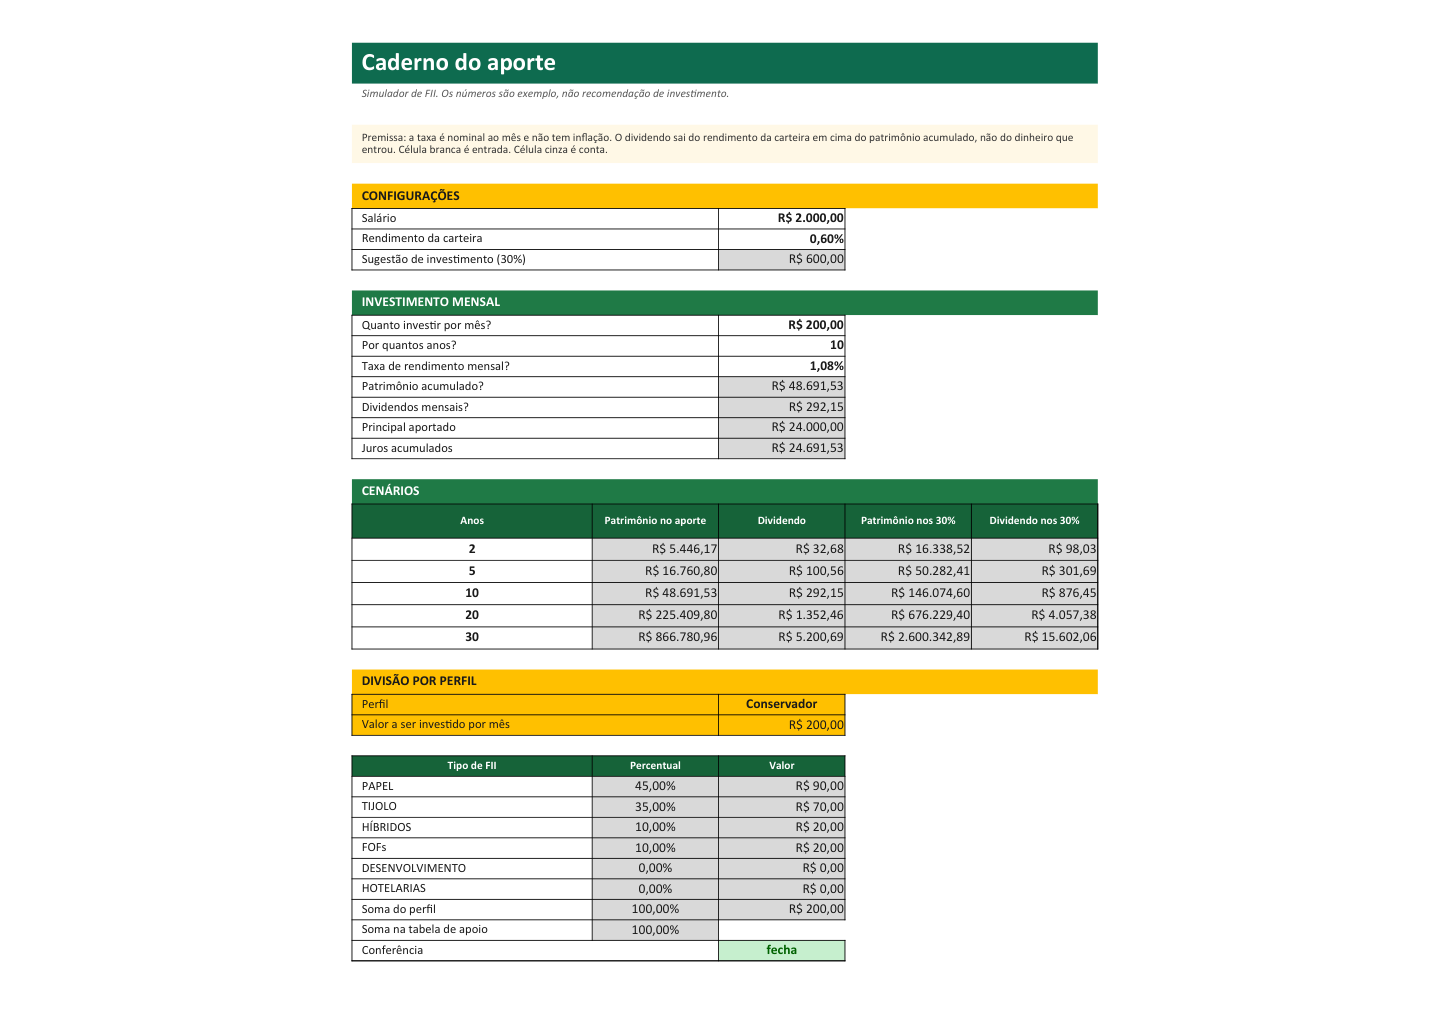 Caderno do aporte
Simulador de FII. Os números são exemplo, não recomendação de investimento.
Premissa: a taxa é nominal ao mês e não tem inflação. O dividendo sai do rendimento da carteira em cima do patrimônio acumulado, não do dinheiro que
entrou. Célula branca é entrada. Célula cinza é conta.
CONFIGURAÇÕES
Salário R$ 2.000,00
Rendimento da carteira 0,60%
Sugestão de investimento (30%) R$ 600,00
INVESTIMENTO MENSAL
Quanto investir por mês? R$ 200,00
Por quantos anos? 10
Taxa de rendimento mensal? 1,08%
Patrimônio acumulado? R$ 48.691,53
Dividendos mensais? R$ 292,15
Principal aportado R$ 24.000,00
Juros acumulados R$ 24.691,53
CENÁRIOS
Anos Patrimônio no aporte Dividendo Patrimônio nos 30% Dividendo nos 30%
2 R$ 5.446,17 R$ 32,68 R$ 16.338,52 R$ 98,03
5 R$ 16.760,80 R$ 100,56 R$ 50.282,41 R$ 301,69
10 R$ 48.691,53 R$ 292,15 R$ 146.074,60 R$ 876,45
20 R$ 225.409,80 R$ 1.352,46 R$ 676.229,40 R$ 4.057,38
30 R$ 866.780,96 R$ 5.200,69 R$ 2.600.342,89 R$ 15.602,06
DIVISÃO POR PERFIL
Perfil Conservador
Valor a ser investido por mês R$ 200,00
Tipo de FII Percentual Valor
PAPEL 45,00% R$ 90,00
TIJOLO 35,00% R$ 70,00
HÍBRIDOS 10,00% R$ 20,00
FOFs 10,00% R$ 20,00
DESENVOLVIMENTO 0,00% R$ 0,00
HOTELARIAS 0,00% R$ 0,00
Soma do perfil 100,00% R$ 200,00
Soma na tabela de apoio 100,00%
Conferência fecha